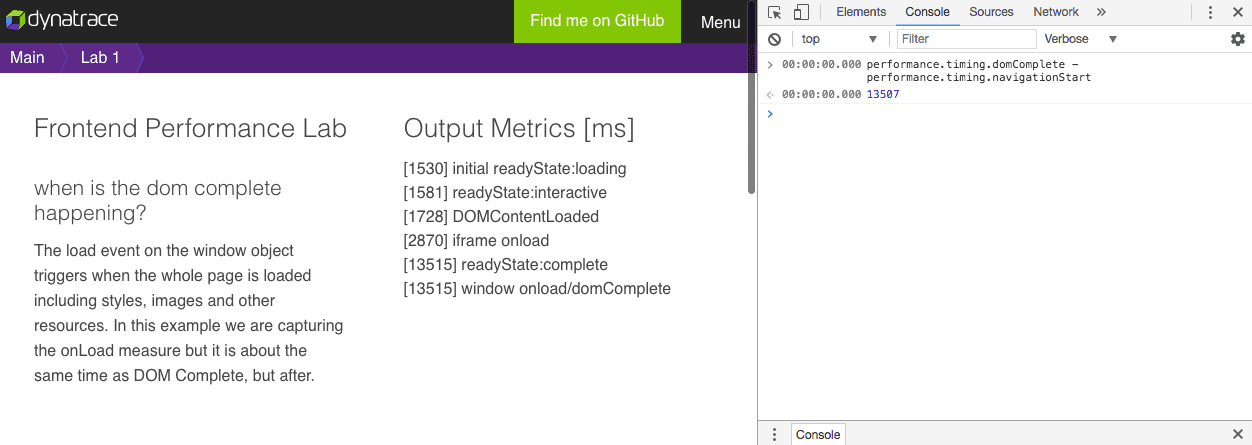 dynatrace
Find me on GitHub
Menu
Main
Lab 1
Frontend Performance Lab
when is the dom complete
happening?
The load event on the window object
triggers when the whole page is loaded
including styles, images and other
resources. In this example we are capturing
the onLoad measure but it is about the
same time as DOM Complete, but after.
Output Metrics [ms]
[1530] initial readyState:loading
[1581] readyState:interactive
[1728] DOMContentLoaded
[2870] iframe onload
[13515] readyState:complete
[13515] window onload/domComplete
Elements Console Sources Network »
top Filter Verbose
> 00:00:00.000 performance.timing.domComplete -
performance.timing.navigationStart
00:00:00.000 13507
>
Console